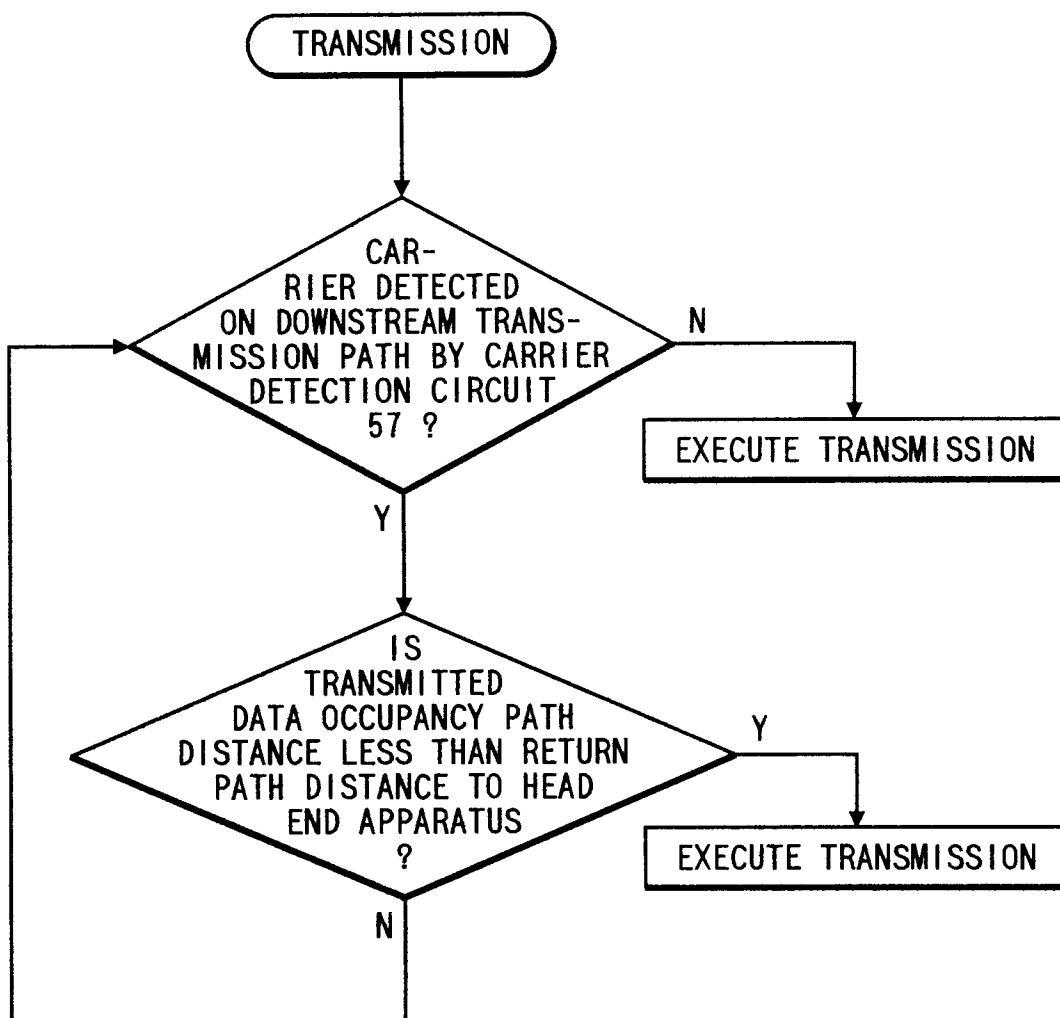 TRANSMISSION
CAR-
RIER DETECTED
ON DOWNSTREAM TRANS-
MISSION PATH BY CARRIER
DETECTION CIRCUIT
57 ?
N
EXECUTE TRANSMISSION
Y
IS
TRANSMITTED
DATA OCCUPANCY PATH
DISTANCE LESS THAN RETURN
PATH DISTANCE TO HEAD
END APPARATUS
?
Y
EXECUTE TRANSMISSION
N